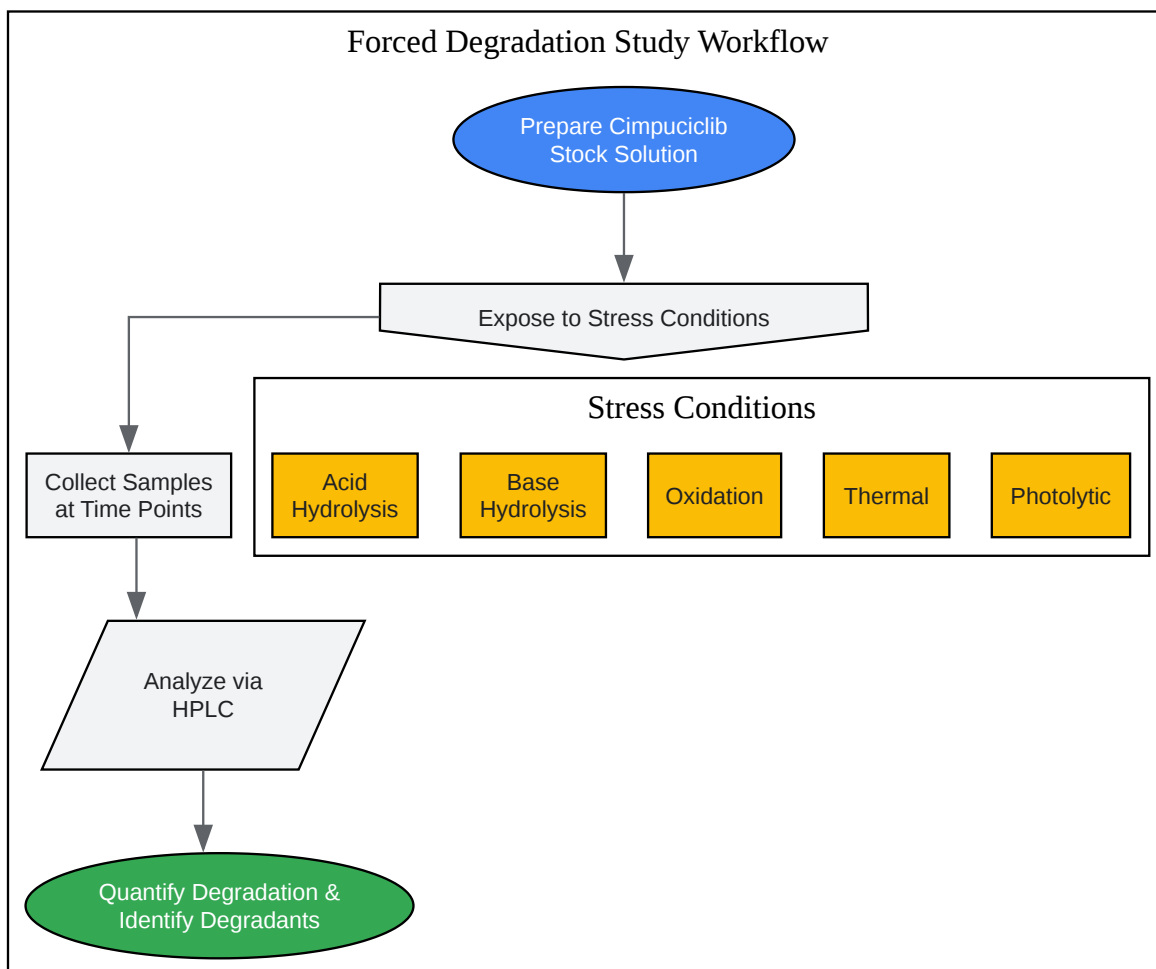 Forced Degradation Study Workflow
Prepare Cimpuciclib
Stock Solution
Expose to Stress Conditions
Stress Conditions
Collect Samples
at Time Points
Acid
Hydrolysis
Base
Hydrolysis
Oxidation
Thermal
Photolytic
Analyze via
HPLC
Quantify Degradation &
Identify Degradants